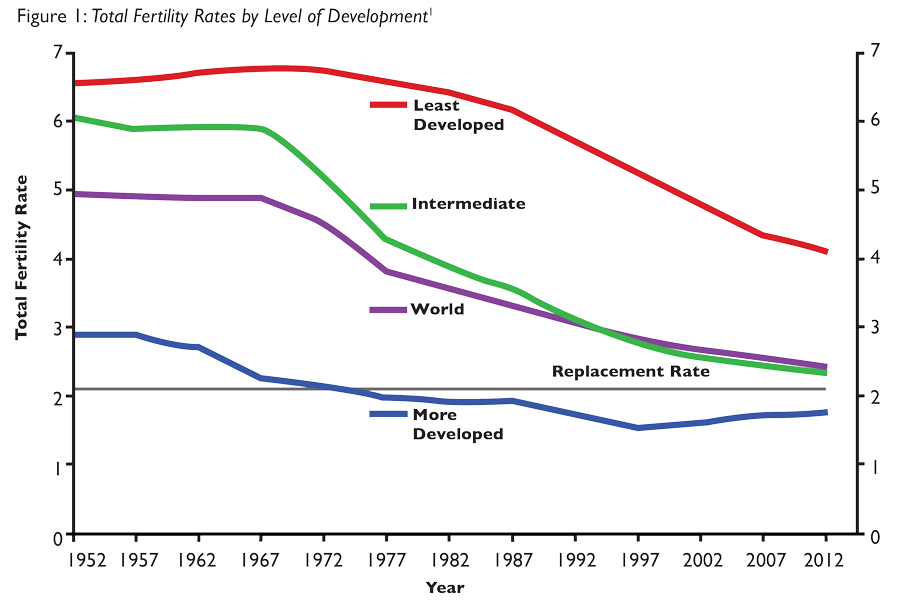 Figure 1: Total Fertility Rates by Level of Development¹
7
6
5
4
3
2
1
0
Total Fertility Rate
7
6
5
4
3
2
1
0
Least
Developed
Intermediate
World
Replacement Rate
More
Developed
1952 1957 1962 1967 1972 1977 1982 1987 1992 1997 2002 2007 2012
Year